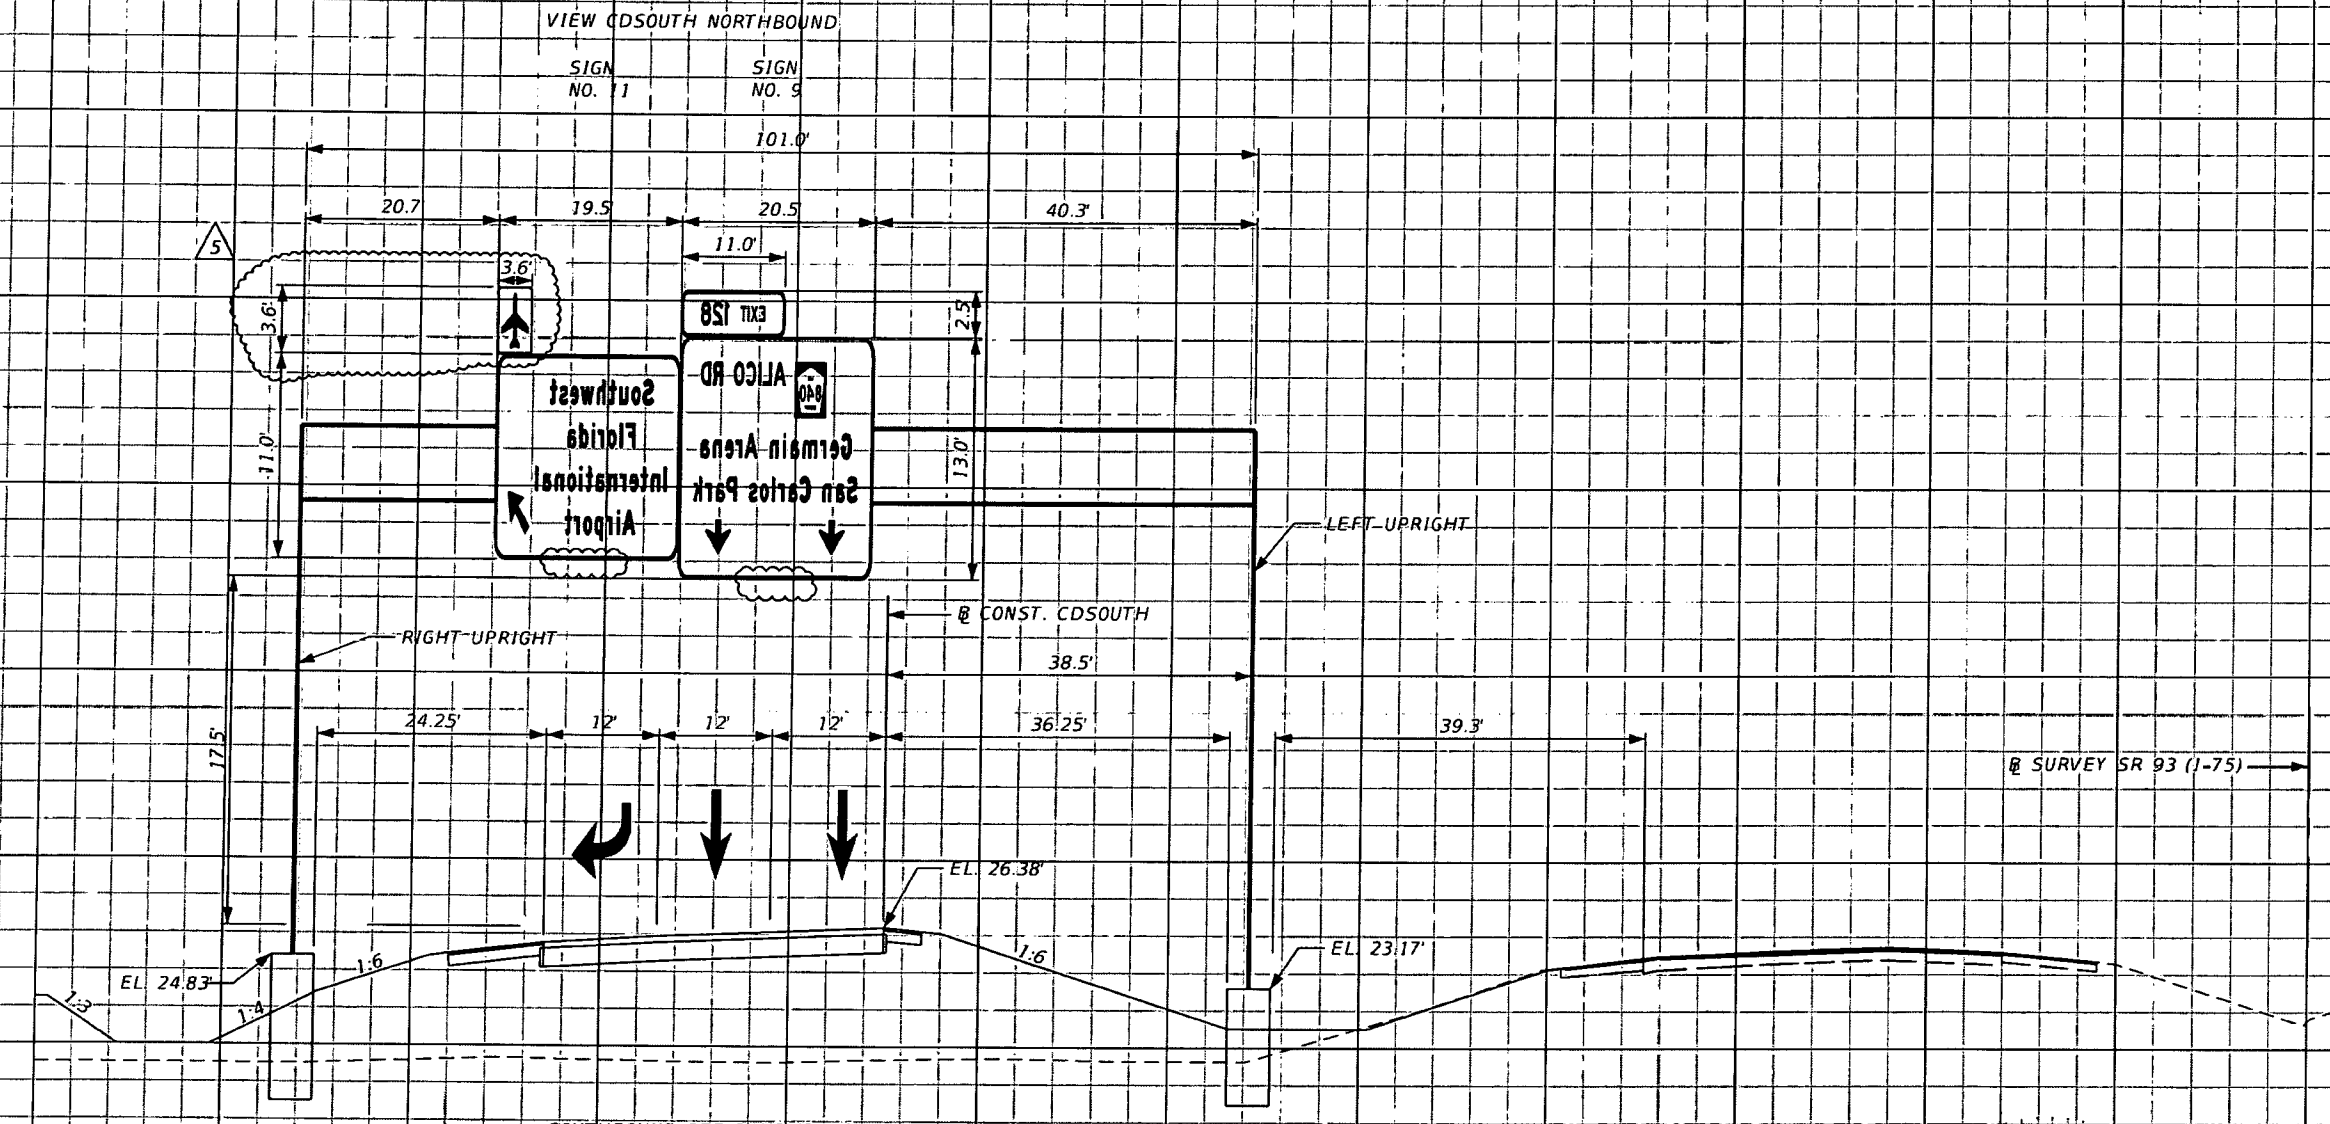 VIEW CDSOUTH NORTHBOUND
SIGN NO. 11
SIGN NO. 9
101.0'
20.7
19.5
20.5
40.3'
11.0'
5
3.6'
3.6'
2.5'
EXIT 128
ALICO RD
840
Southwest
Florida
International
Airport
Germain Arena
San Carlos Park
11.0'
13.0'
LEFT UPRIGHT
RIGHT UPRIGHT
CONST. CDSOUTH
38.5'
17.5'
24.25'
12'
12'
12'
36.25'
39.3'
SURVEY SR 93 (I-75)
EL. 26.38'
EL. 24.83'
EL. 23.17'
1:3
1:4
1:6
1:6